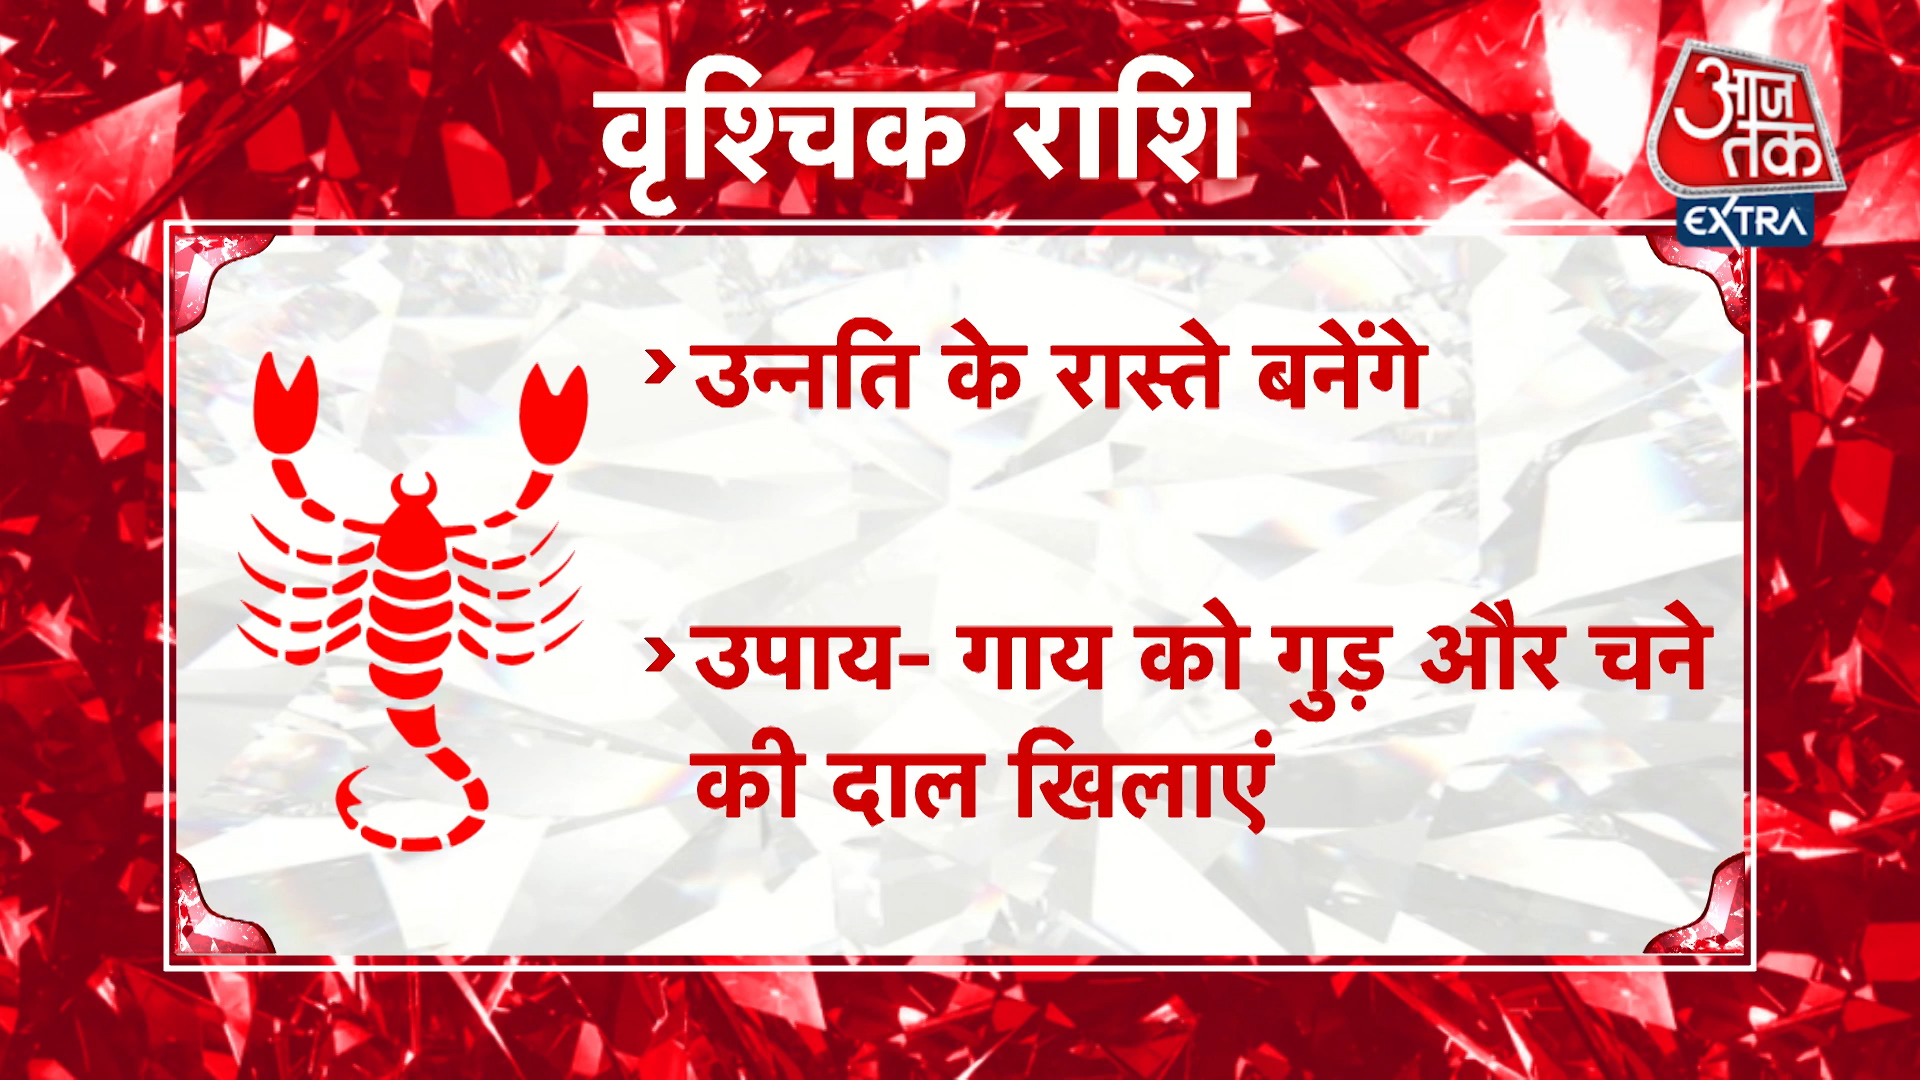 वृश्चिक राशि
आज
तक
EXTRA
› उन्नति के रास्ते बनेंगे
› उपाय- गाय को गुड़ और चने
की दाल खिलाएं